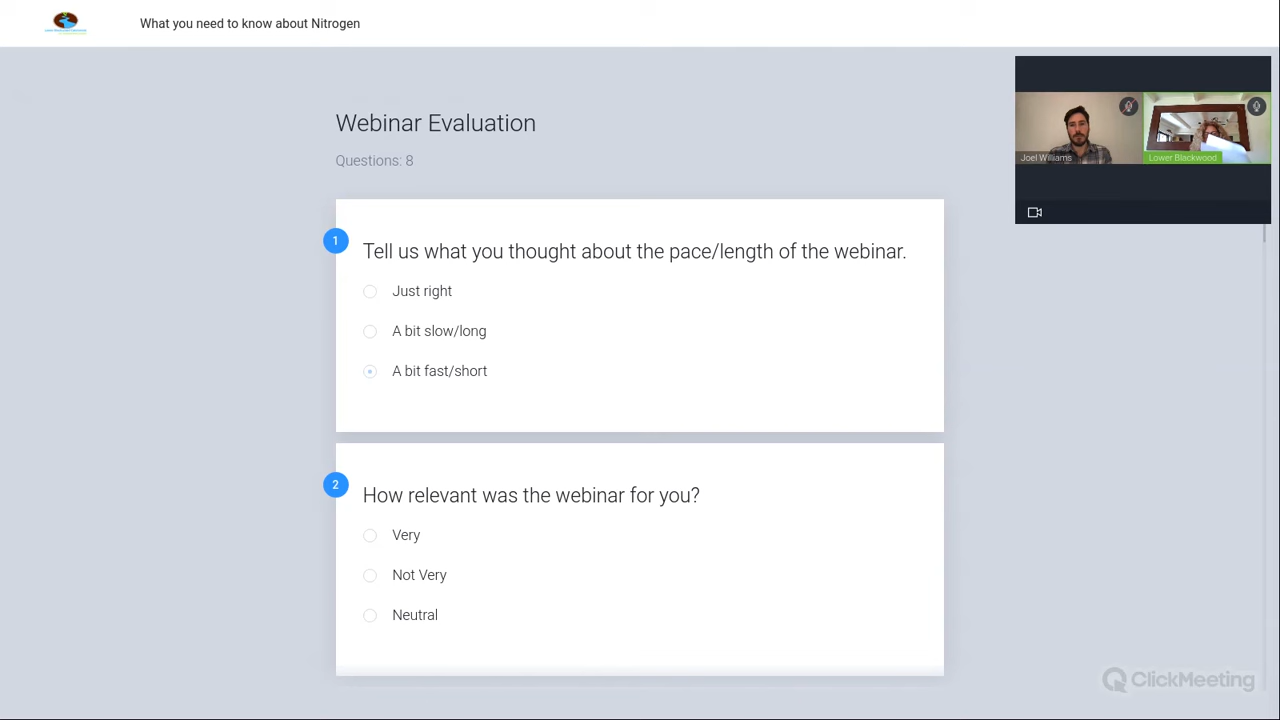 What you need to know about Nitrogen
Webinar Evaluation
Questions: 8
Joel Williams
Lower Blackwood
1
Tell us what you thought about the pace/length of the webinar.
Just right
A bit slow/long
A bit fast/short
2
How relevant was the webinar for you?
Very
Not Very
Neutral
ClickMeeting